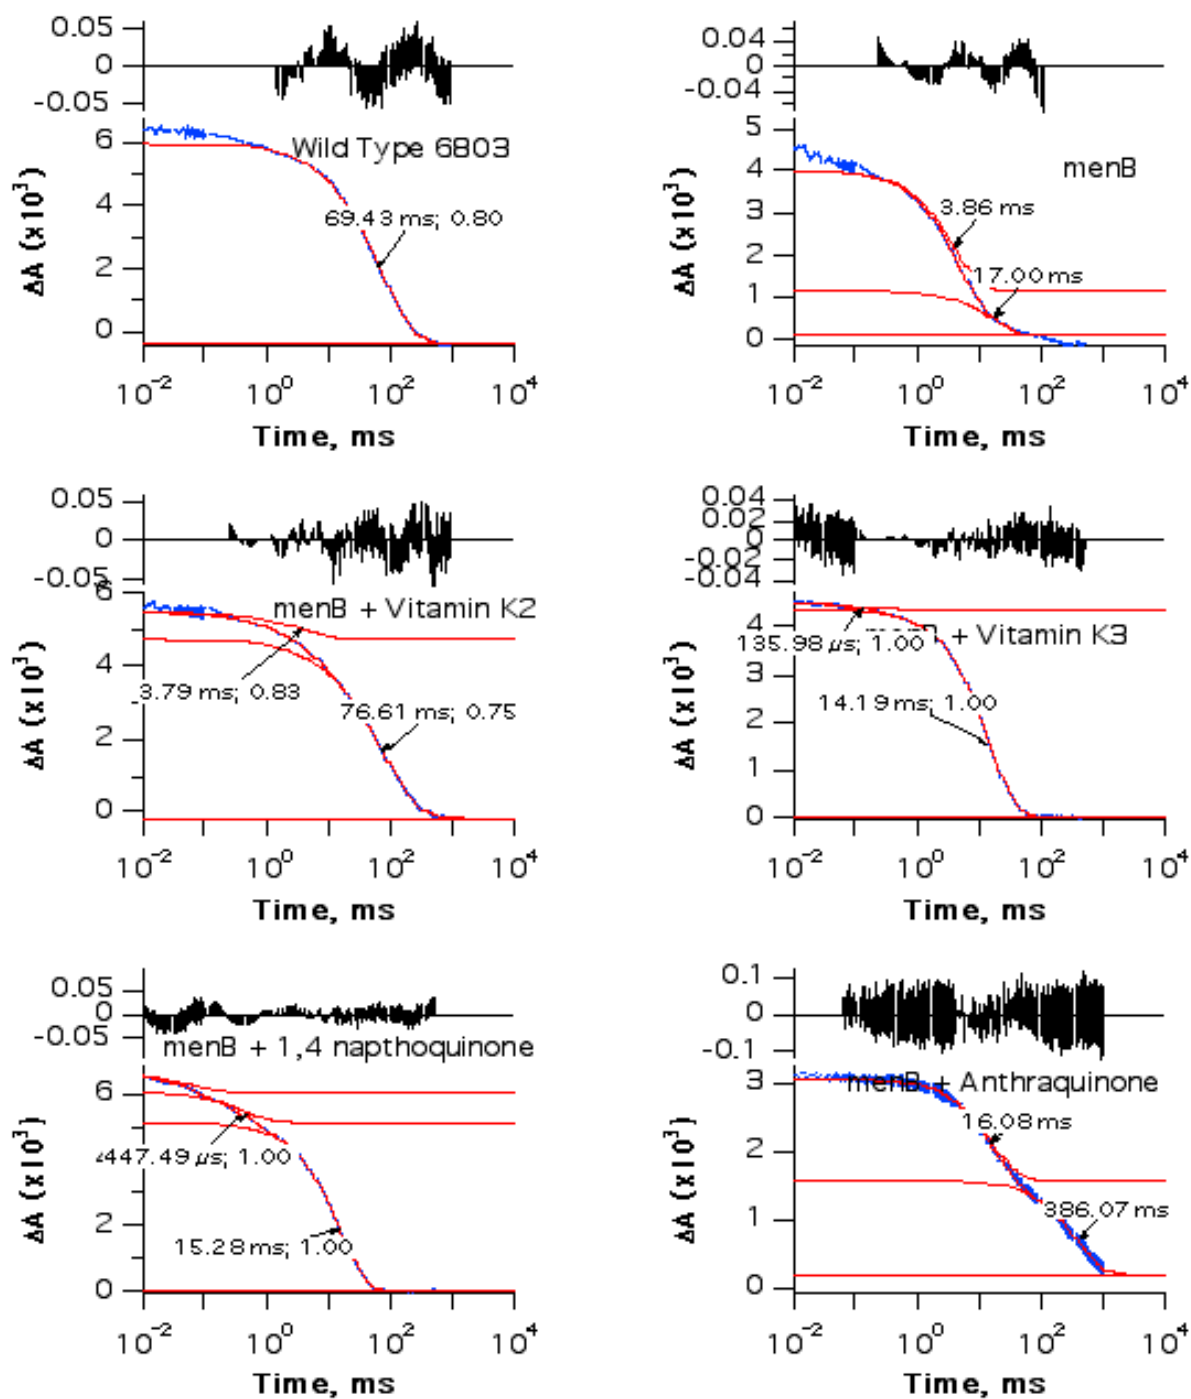 0.05
0
-0.05
6
4
2
0
ΔA (x10³)
Wild Type 6803
69.43 ms; 0.80
10⁻² 10⁰ 10² 10⁴
Time, ms
0.04
0
-0.04
5
4
3
2
1
0
ΔA (x10³)
menB
3.86 ms
17.00 ms
10⁻² 10⁰ 10² 10⁴
Time, ms
0.05
0
-0.05
6
4
2
0
ΔA (x10³)
menB + Vitamin K2
3.79 ms; 0.83
76.61 ms; 0.75
10⁻² 10⁰ 10² 10⁴
Time, ms
0.04
0.02
0
-0.02
-0.04
4
3
2
1
0
ΔA (x10³)
+ Vitamin K3
135.98 µs; 1.00
14.19 ms; 1.00
10⁻² 10⁰ 10² 10⁴
Time, ms
0.05
0
-0.05
6
2
0
ΔA (x10³)
menB + 1,4 napthoquinone
447.49 µs; 1.00
15.28 ms; 1.00
10⁻² 10⁰ 10² 10⁴
Time, ms
0.1
0
-0.1
3
2
1
0
ΔA (x10³)
menB + Anthraquinone
16.08 ms
386.07 ms
10⁻² 10⁰ 10² 10⁴
Time, ms